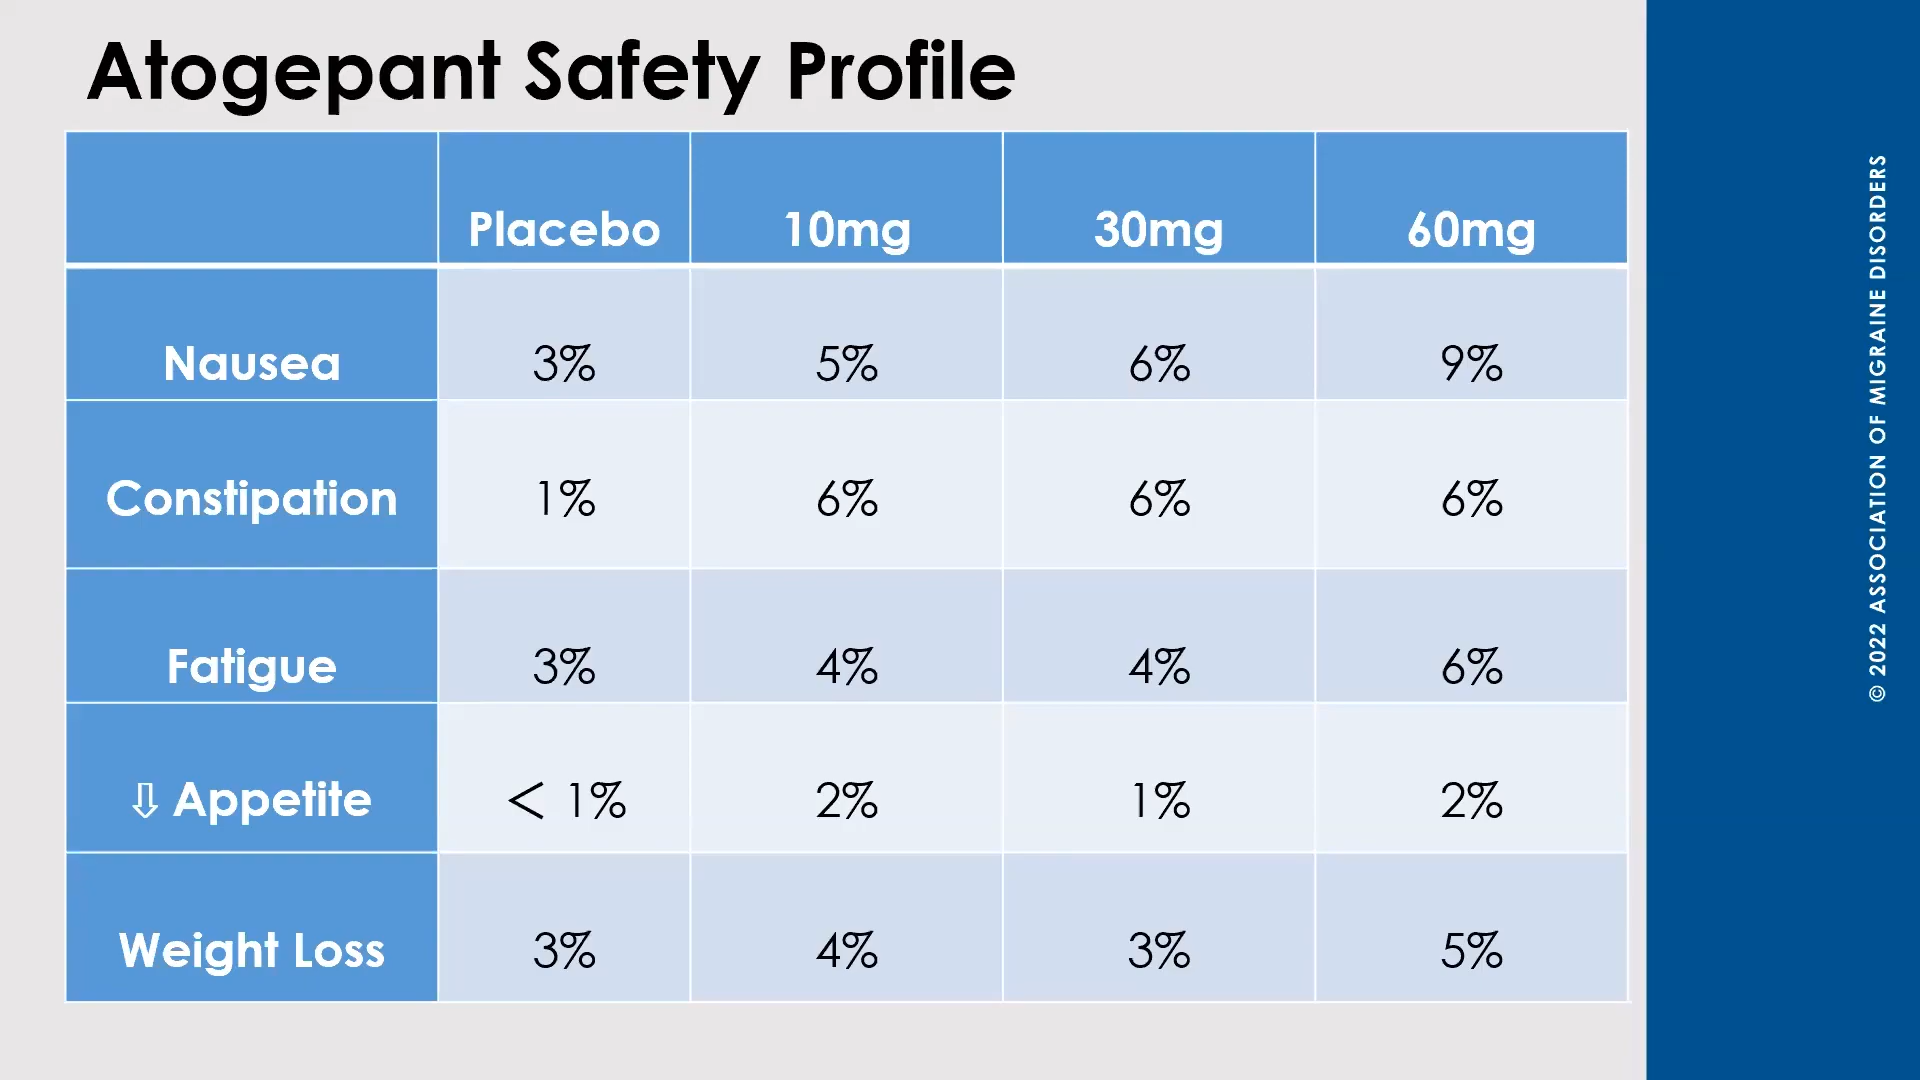 Atogepant Safety Profile
Placebo 10mg 30mg 60mg
Nausea 3% 5% 6% 9%
Constipation 1% 6% 6% 6%
Fatigue 3% 4% 4% 6%
⇩ Appetite < 1% 2% 1% 2%
Weight Loss 3% 4% 3% 5%
© 2022 ASSOCIATION OF MIGRAINE DISORDERS